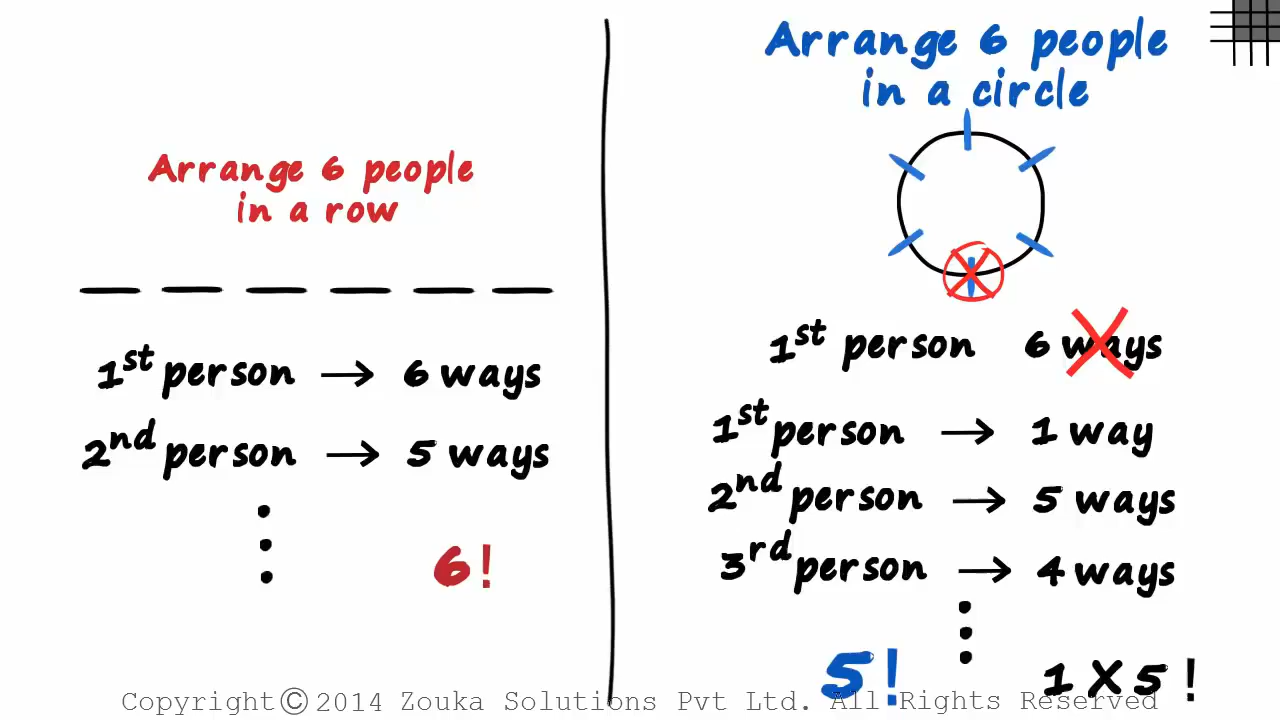 Arrange 6 people
in a row
1st person → 6 ways
2nd person → 5 ways
6!
Arrange 6 people
in a circle
1st person 6 ways
1st person → 1 way
2nd person → 5 ways
3rd person → 4 ways
5! 1 X 5!
Copyright©2014 Zouka Solutions Pvt Ltd. All Rights Reserved